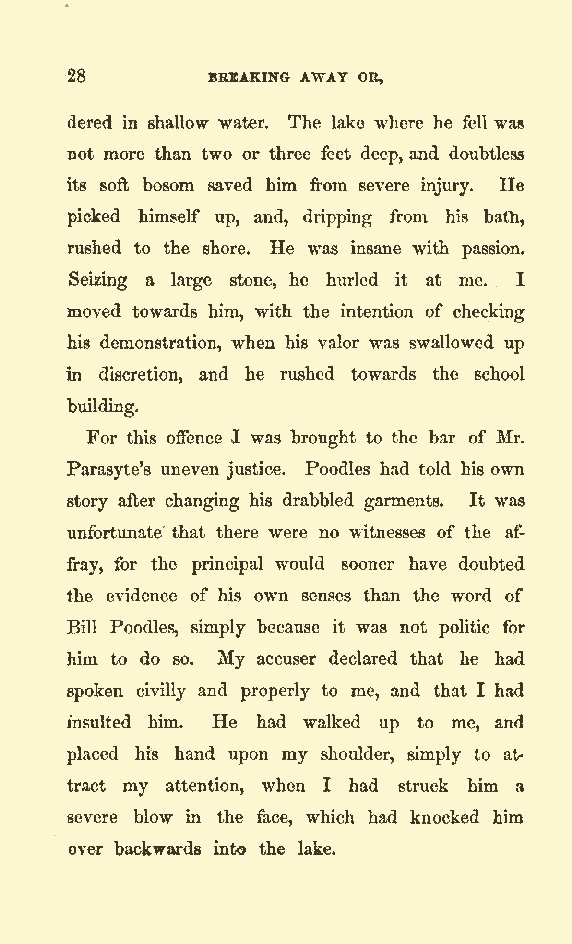 28 BREAKING AWAY OR,
dered in shallow water. The lake where he fell was
not more than two or three feet deep, and doubtless
its soft bosom saved him from severe injury. He
picked himself up, and, dripping from his bath,
rushed to the shore. He was insane with passion.
Seizing a large stone, he hurled it at me. I
moved towards him, with the intention of checking
his demonstration, when his valor was swallowed up
in discretion, and he rushed towards the school
building.
For this offence I was brought to the bar of Mr.
Parasyte's uneven justice. Poodles had told his own
story after changing his drabbled garments. It was
unfortunate that there were no witnesses of the af-
fray, for the principal would sooner have doubted
the evidence of his own senses than the word of
Bill Poodles, simply because it was not politic for
him to do so. My accuser declared that he had
spoken civilly and properly to me, and that I had
insulted him. He had walked up to me, and
placed his hand upon my shoulder, simply to at-
tract my attention, when I had struck him a
severe blow in the face, which had knocked him
over backwards into the lake.